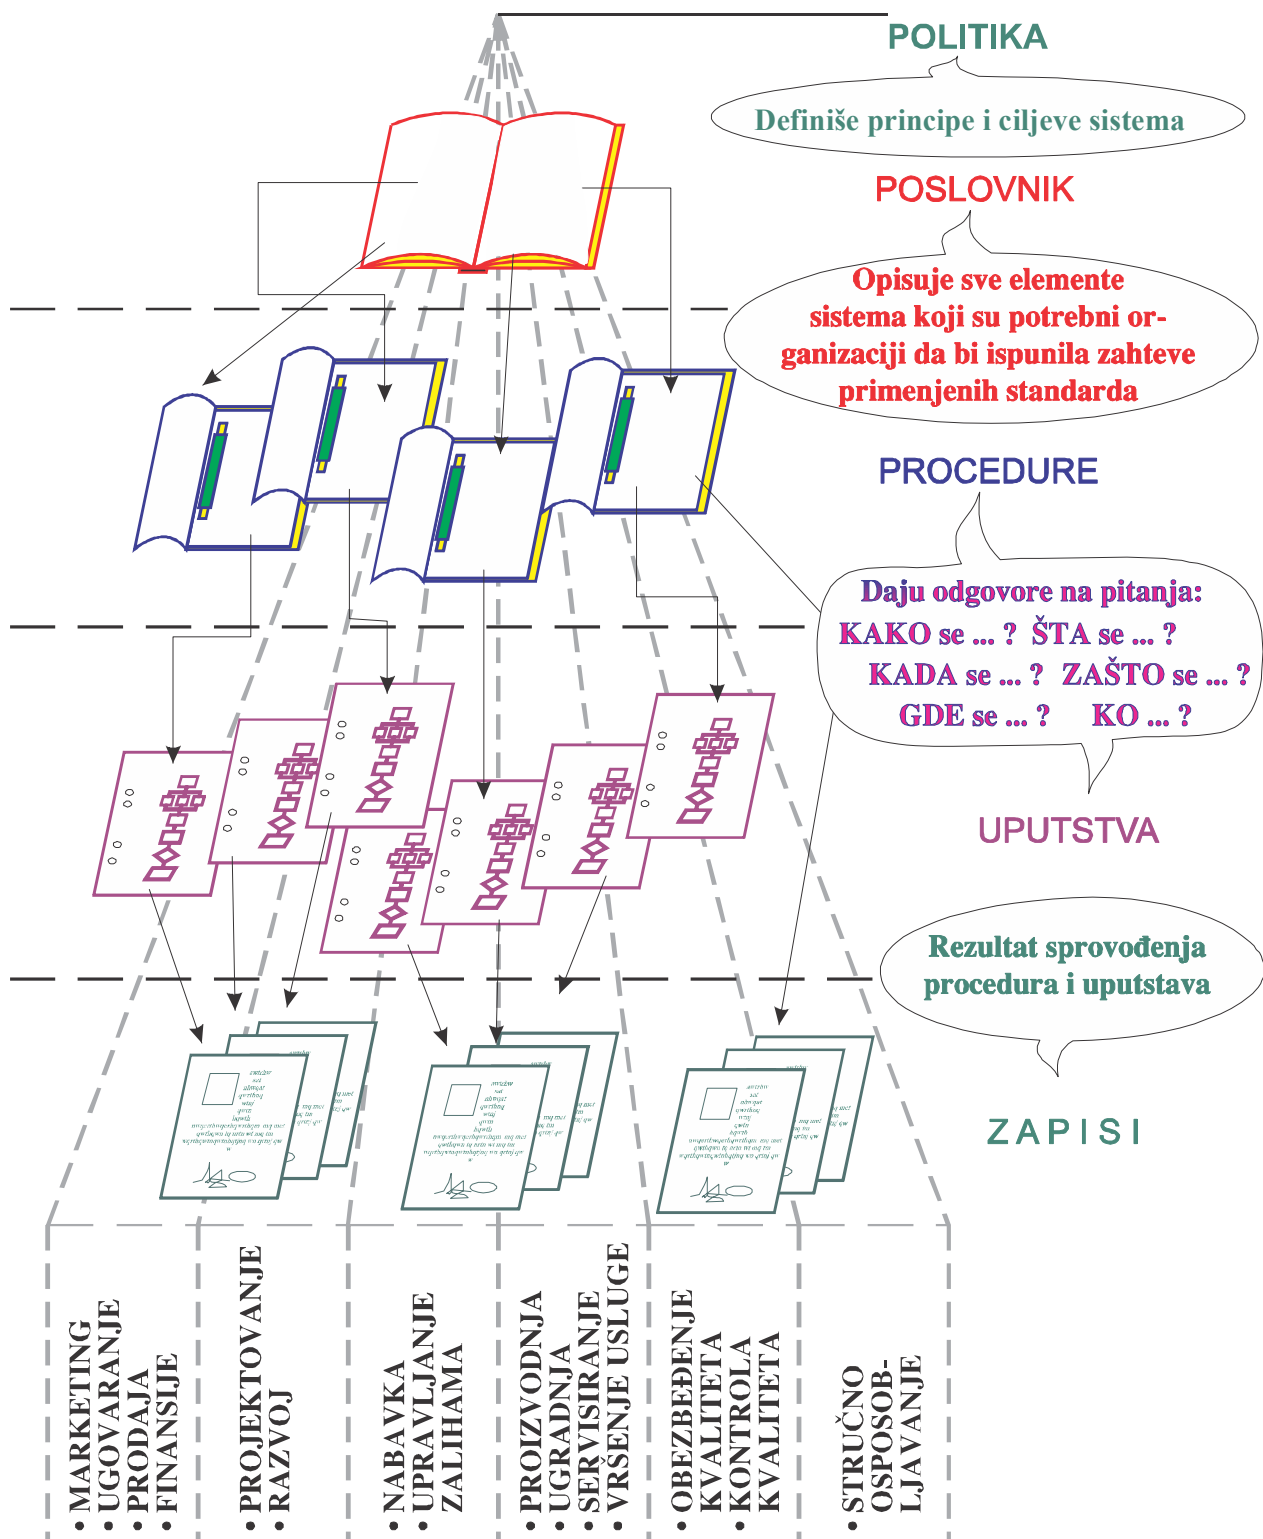 POLITIKA
Definiše principe i ciljeve sistema
POSLOVNIK
Opisuje sve elemente
sistema koji su potrebni or-
ganizaciji da bi ispunila zahteve
primenjenih standarda
PROCEDURE
Daju odgovore na pitanja:
KAKO se ... ? ŠTA se ... ?
KADA se ... ? ZAŠTO se ... ?
GDE se ... ? KO ... ?
UPUTSTVA
Rezultat sprovođenja
procedura i uputstava
ZAPISI
• MARKETING
• UGOVARANJE
• PRODAJA
• FINANSIJE
• PROJEKTOVANJE
• RAZVOJ
• NABAVKA
• UPRAVLJANJE
ZALIHAMA
• PROIZVODNJA
• UGRADNJA
• SERVISIRANJE
• VRŠENJE USLUGE
• OBEZBEĐENJE
KVALITETA
• KONTROLA
KVALITETA
• STRUČNO
OSPOSOB-
LJAVANJE